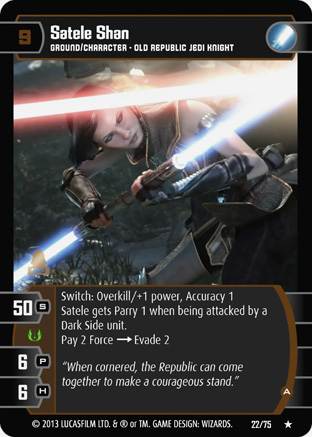 9
Satele Shan
GROUND/CHARACTER - OLD REPUBLIC JEDI KNIGHT
50 S
Switch: Overkill/+1 power, Accuracy 1
Satele gets Parry 1 when being attacked by a
Dark Side unit.
Pay 2 Force → Evade 2
6 P
6 H
"When cornered, the Republic can come
together to make a courageous stand."
A
© 2013 LUCASFILM LTD. & ® or TM. GAME DESIGN: WIZARDS. 22/75 ★